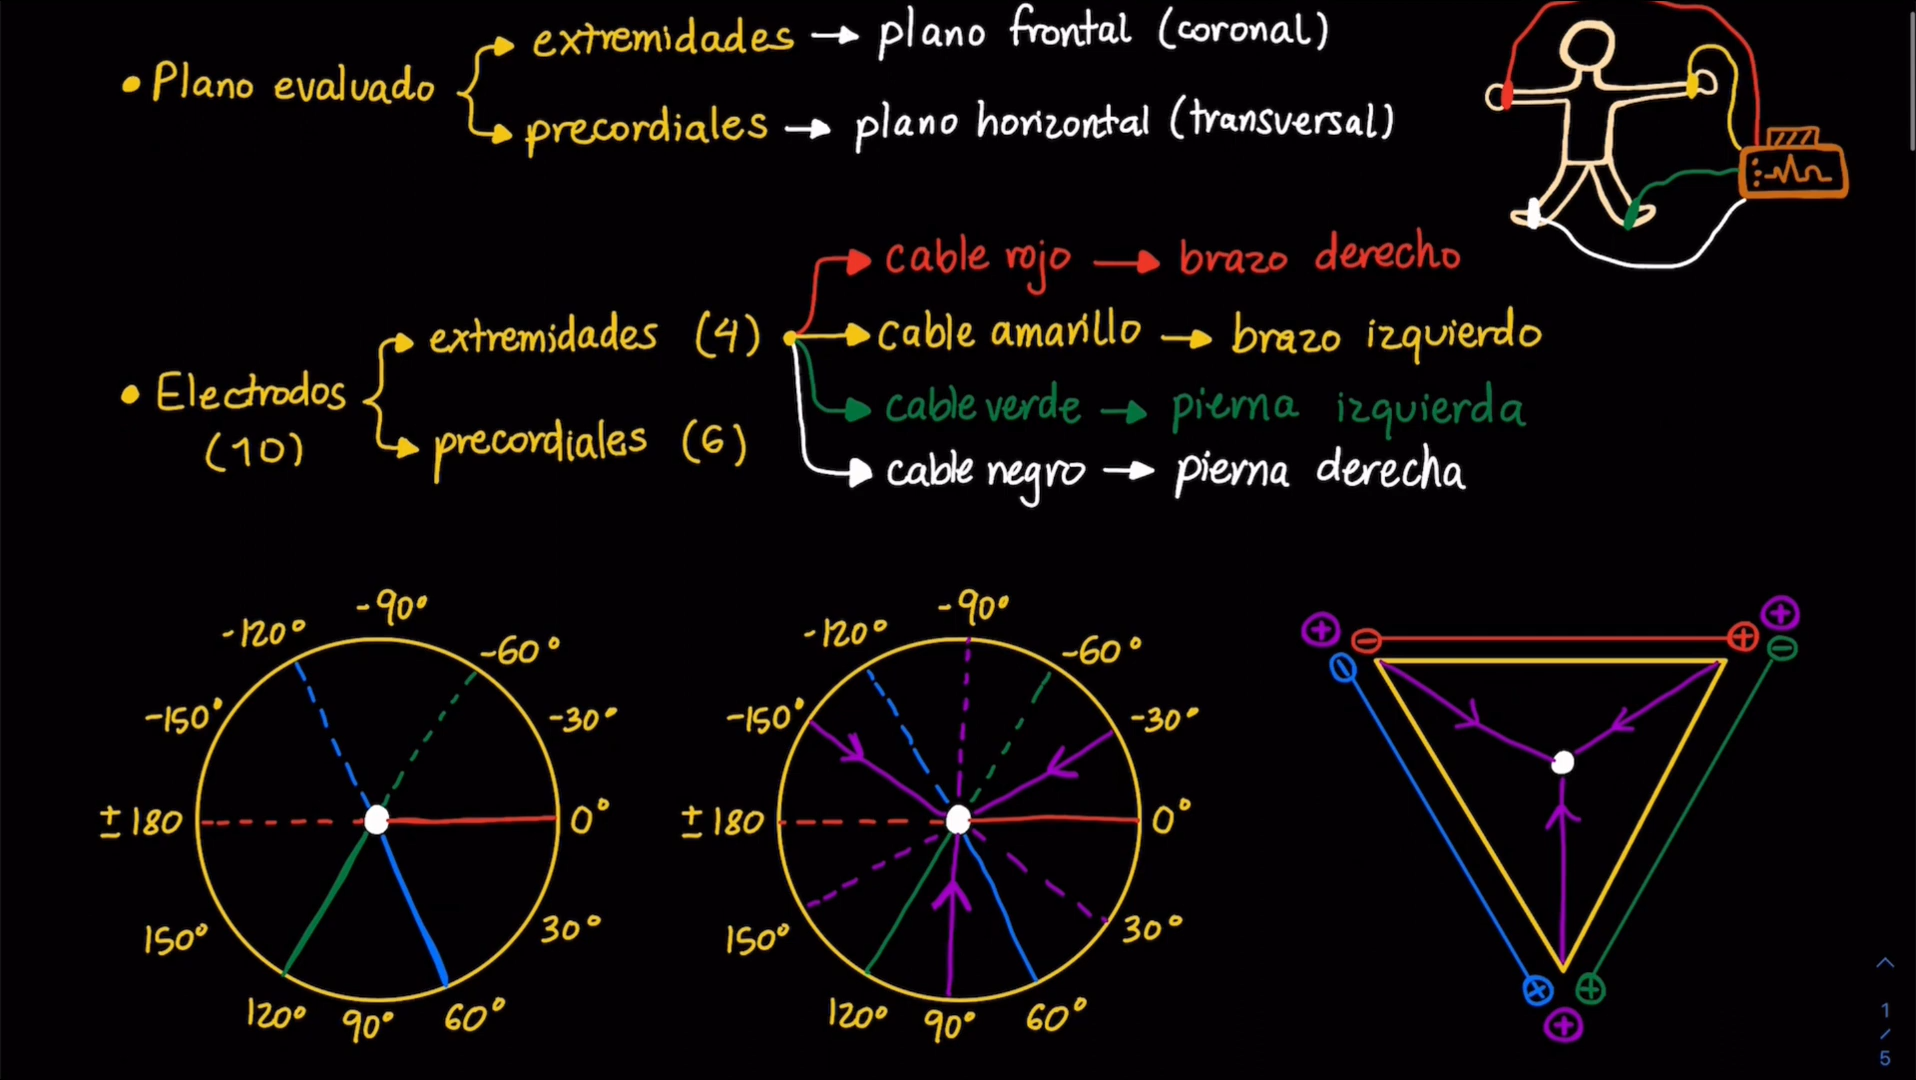 • Plano evaluado
extremidades → plano frontal (coronal)
precordiales → plano horizontal (transversal)
• Electrodos
(10)
extremidades (4)
precordiales (6)
cable rojo → brazo derecho
cable amarillo → brazo izquierdo
cable verde → pierna izquierda
cable negro → pierna derecha
-90°
-120°
-60°
-150°
-30°
± 180
0°
150°
30°
120°
90°
60°
-90°
-120°
-60°
-150°
-30°
± 180
0°
150°
30°
120°
90°
60°
+ − + +
−
−
+ +
+
1
/
5